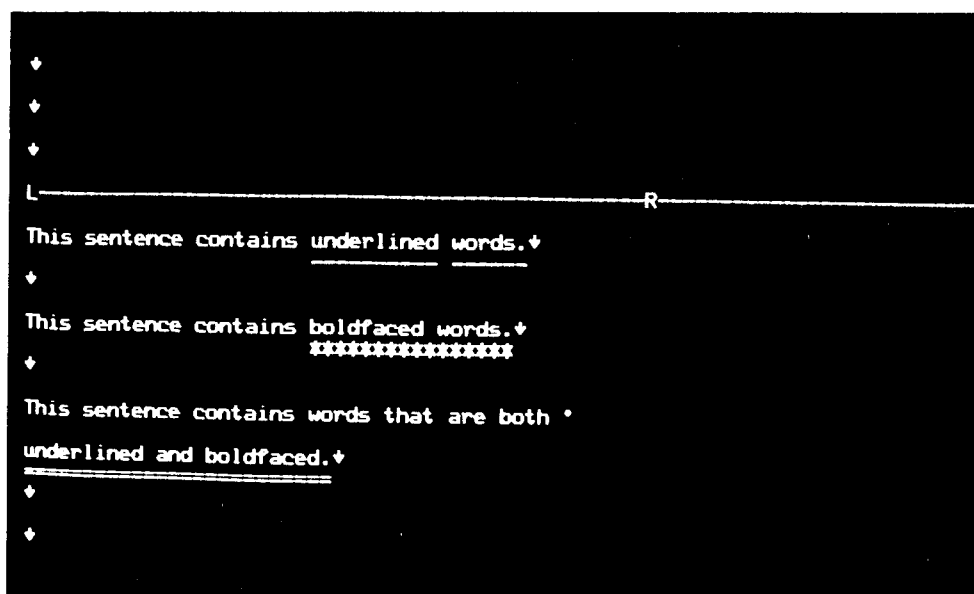 ↓
↓
↓
L————————————————————R————————————
This sentence contains underlined words.↓
↓
This sentence contains boldfaced words.↓
****************
↓
This sentence contains words that are both °
underlined and boldfaced.↓
========================
↓
↓